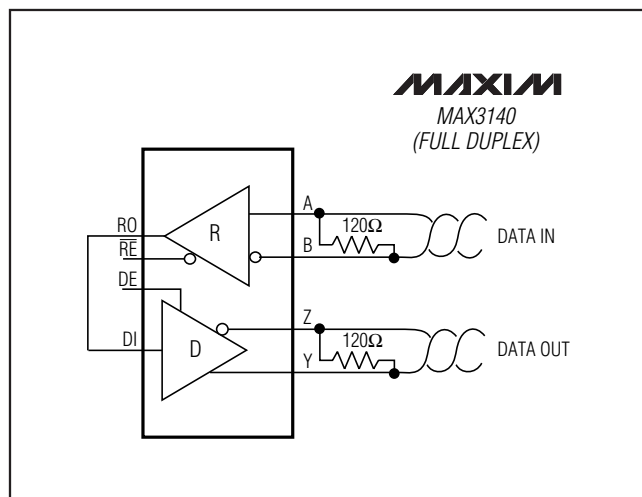 MAXIM
MAX3140
(FULL DUPLEX)
A
RO
R
120Ω
DATA IN
RE
B
DE
Z
DI
D
120Ω
DATA OUT
Y